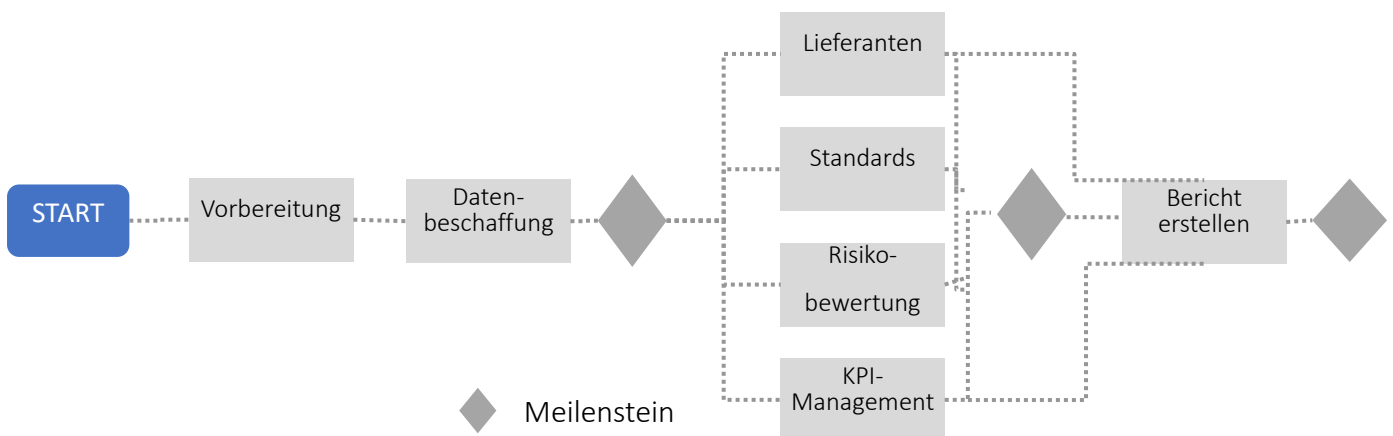 START
Vorbereitung
Daten-
beschaffung
Lieferanten
Standards
Risiko-
bewertung
KPI-
Management
Bericht
erstellen
Meilenstein